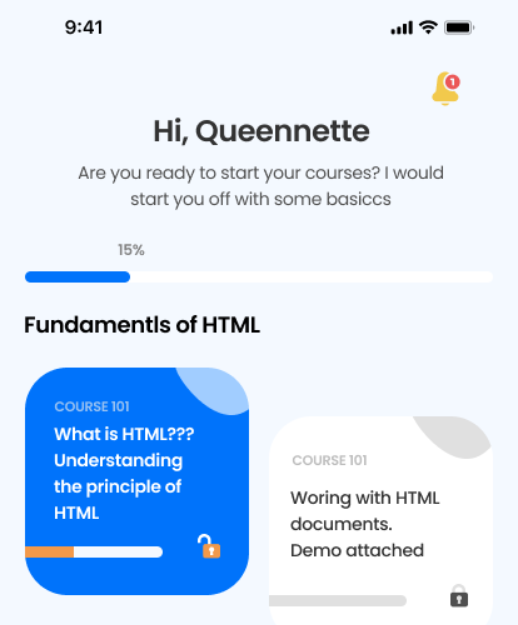 9:41
1
Hi, Queennette
Are you ready to start your courses? I would
start you off with some basiccs
15%
Fundamentls of HTML
COURSE 101
What is HTML???
Understanding
the principle of
HTML
COURSE 101
Woring with HTML
documents.
Demo attached